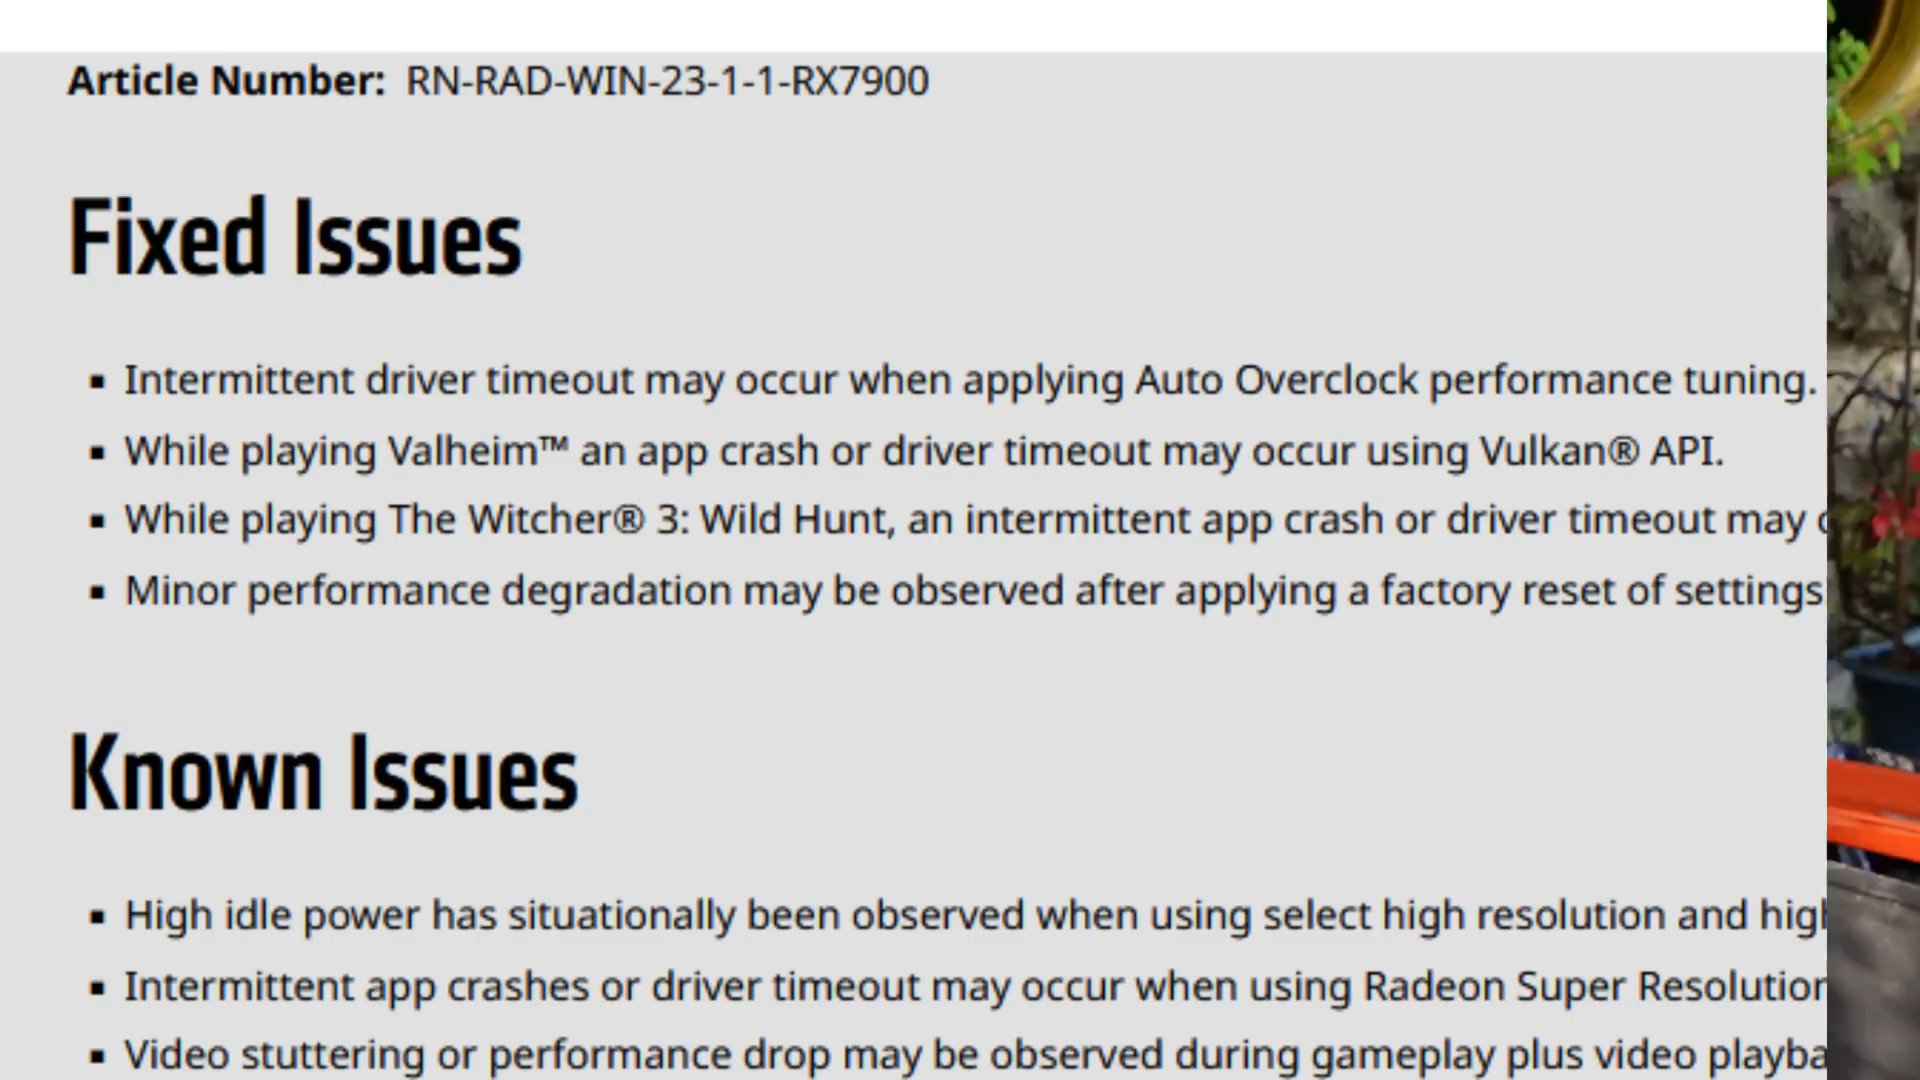 Article Number: RN-RAD-WIN-23-1-1-RX7900
Fixed Issues
▪ Intermittent driver timeout may occur when applying Auto Overclock performance tuning.
▪ While playing Valheim™ an app crash or driver timeout may occur using Vulkan® API.
▪ While playing The Witcher® 3: Wild Hunt, an intermittent app crash or driver timeout may
▪ Minor performance degradation may be observed after applying a factory reset of settings
Known Issues
▪ High idle power has situationally been observed when using select high resolution and
▪ Intermittent app crashes or driver timeout may occur when using Radeon Super Resolution
▪ Video stuttering or performance drop may be observed during gameplay plus video